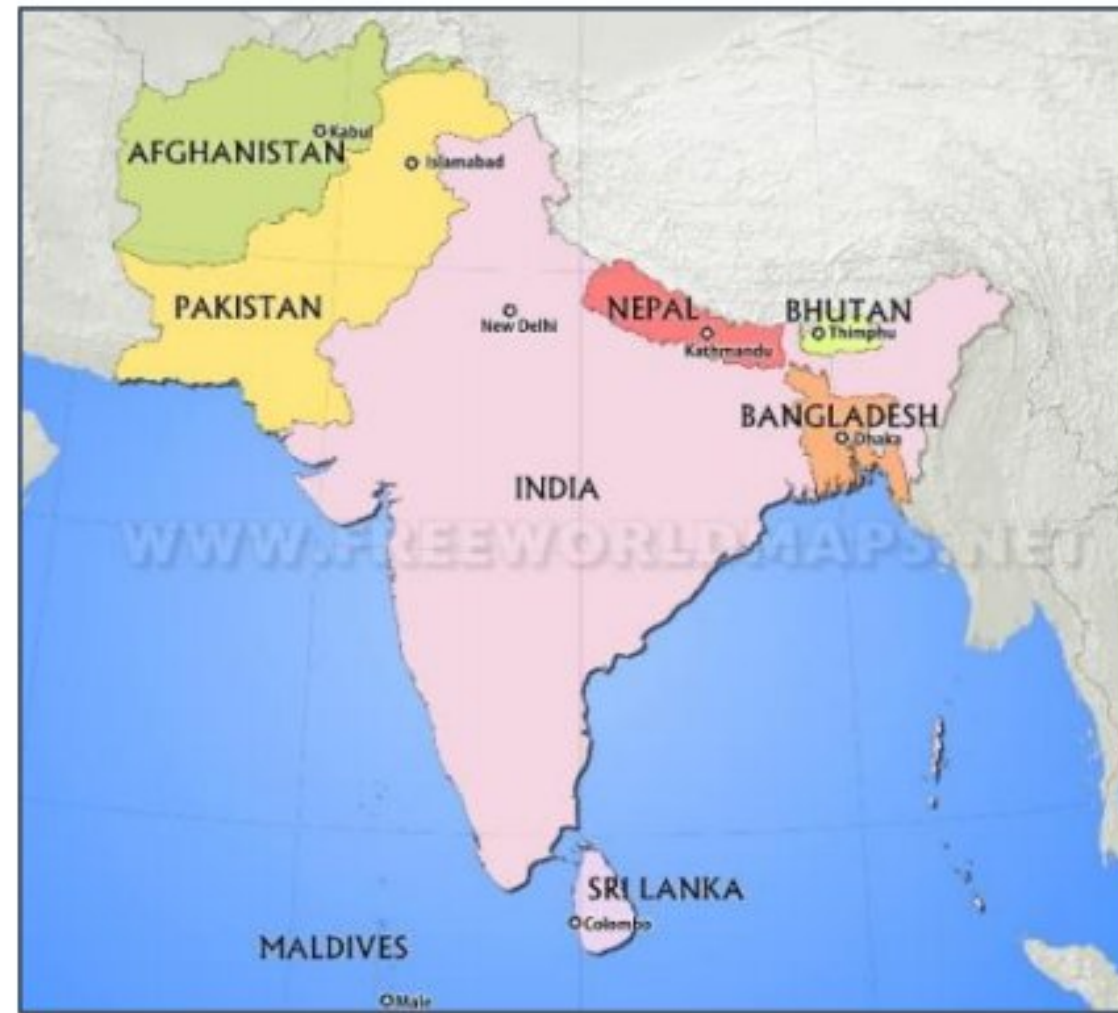 Kabul
AFGHANISTAN
Islamabad
PAKISTAN
New Delhi
NEPAL
Kathmandu
BHUTAN
Thimphu
BANGLADESH
Dhaka
INDIA
WWW.FREEWORLDMAPS.NET
SRI LANKA
Colombo
MALDIVES
Male